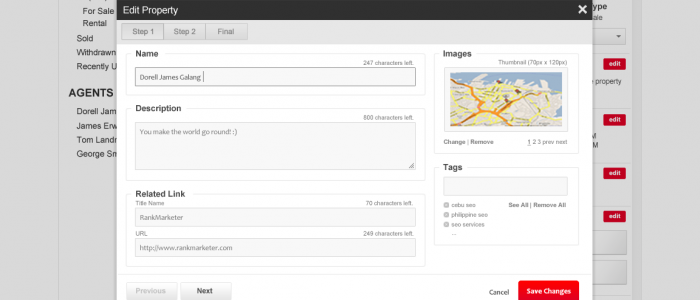 For Sale
Rental
Sold
Withdrawn
Recently U
AGENTS
Dorell Jam
James Erw
Tom Landr
George Sm
Edit Property
Step 1
Step 2
Final
Name
247 characters left.
Dorell James Galang
Description
860 characters left.
You make the world go round! :)
Related Link
Title Name
70 characters left.
RankMarketer
URL
249 characters left.
http://www.rankmarketer.com
Images
Thumbnail (70px x 120px)
Change | Remove
1 2 3 prev next
Tags
cebu seo
See All | Remove All
philippine seo
seo services
...
Previous
Next
Cancel
Save Changes
ype
ale
edit
e property
edit
M
M
edit
edit